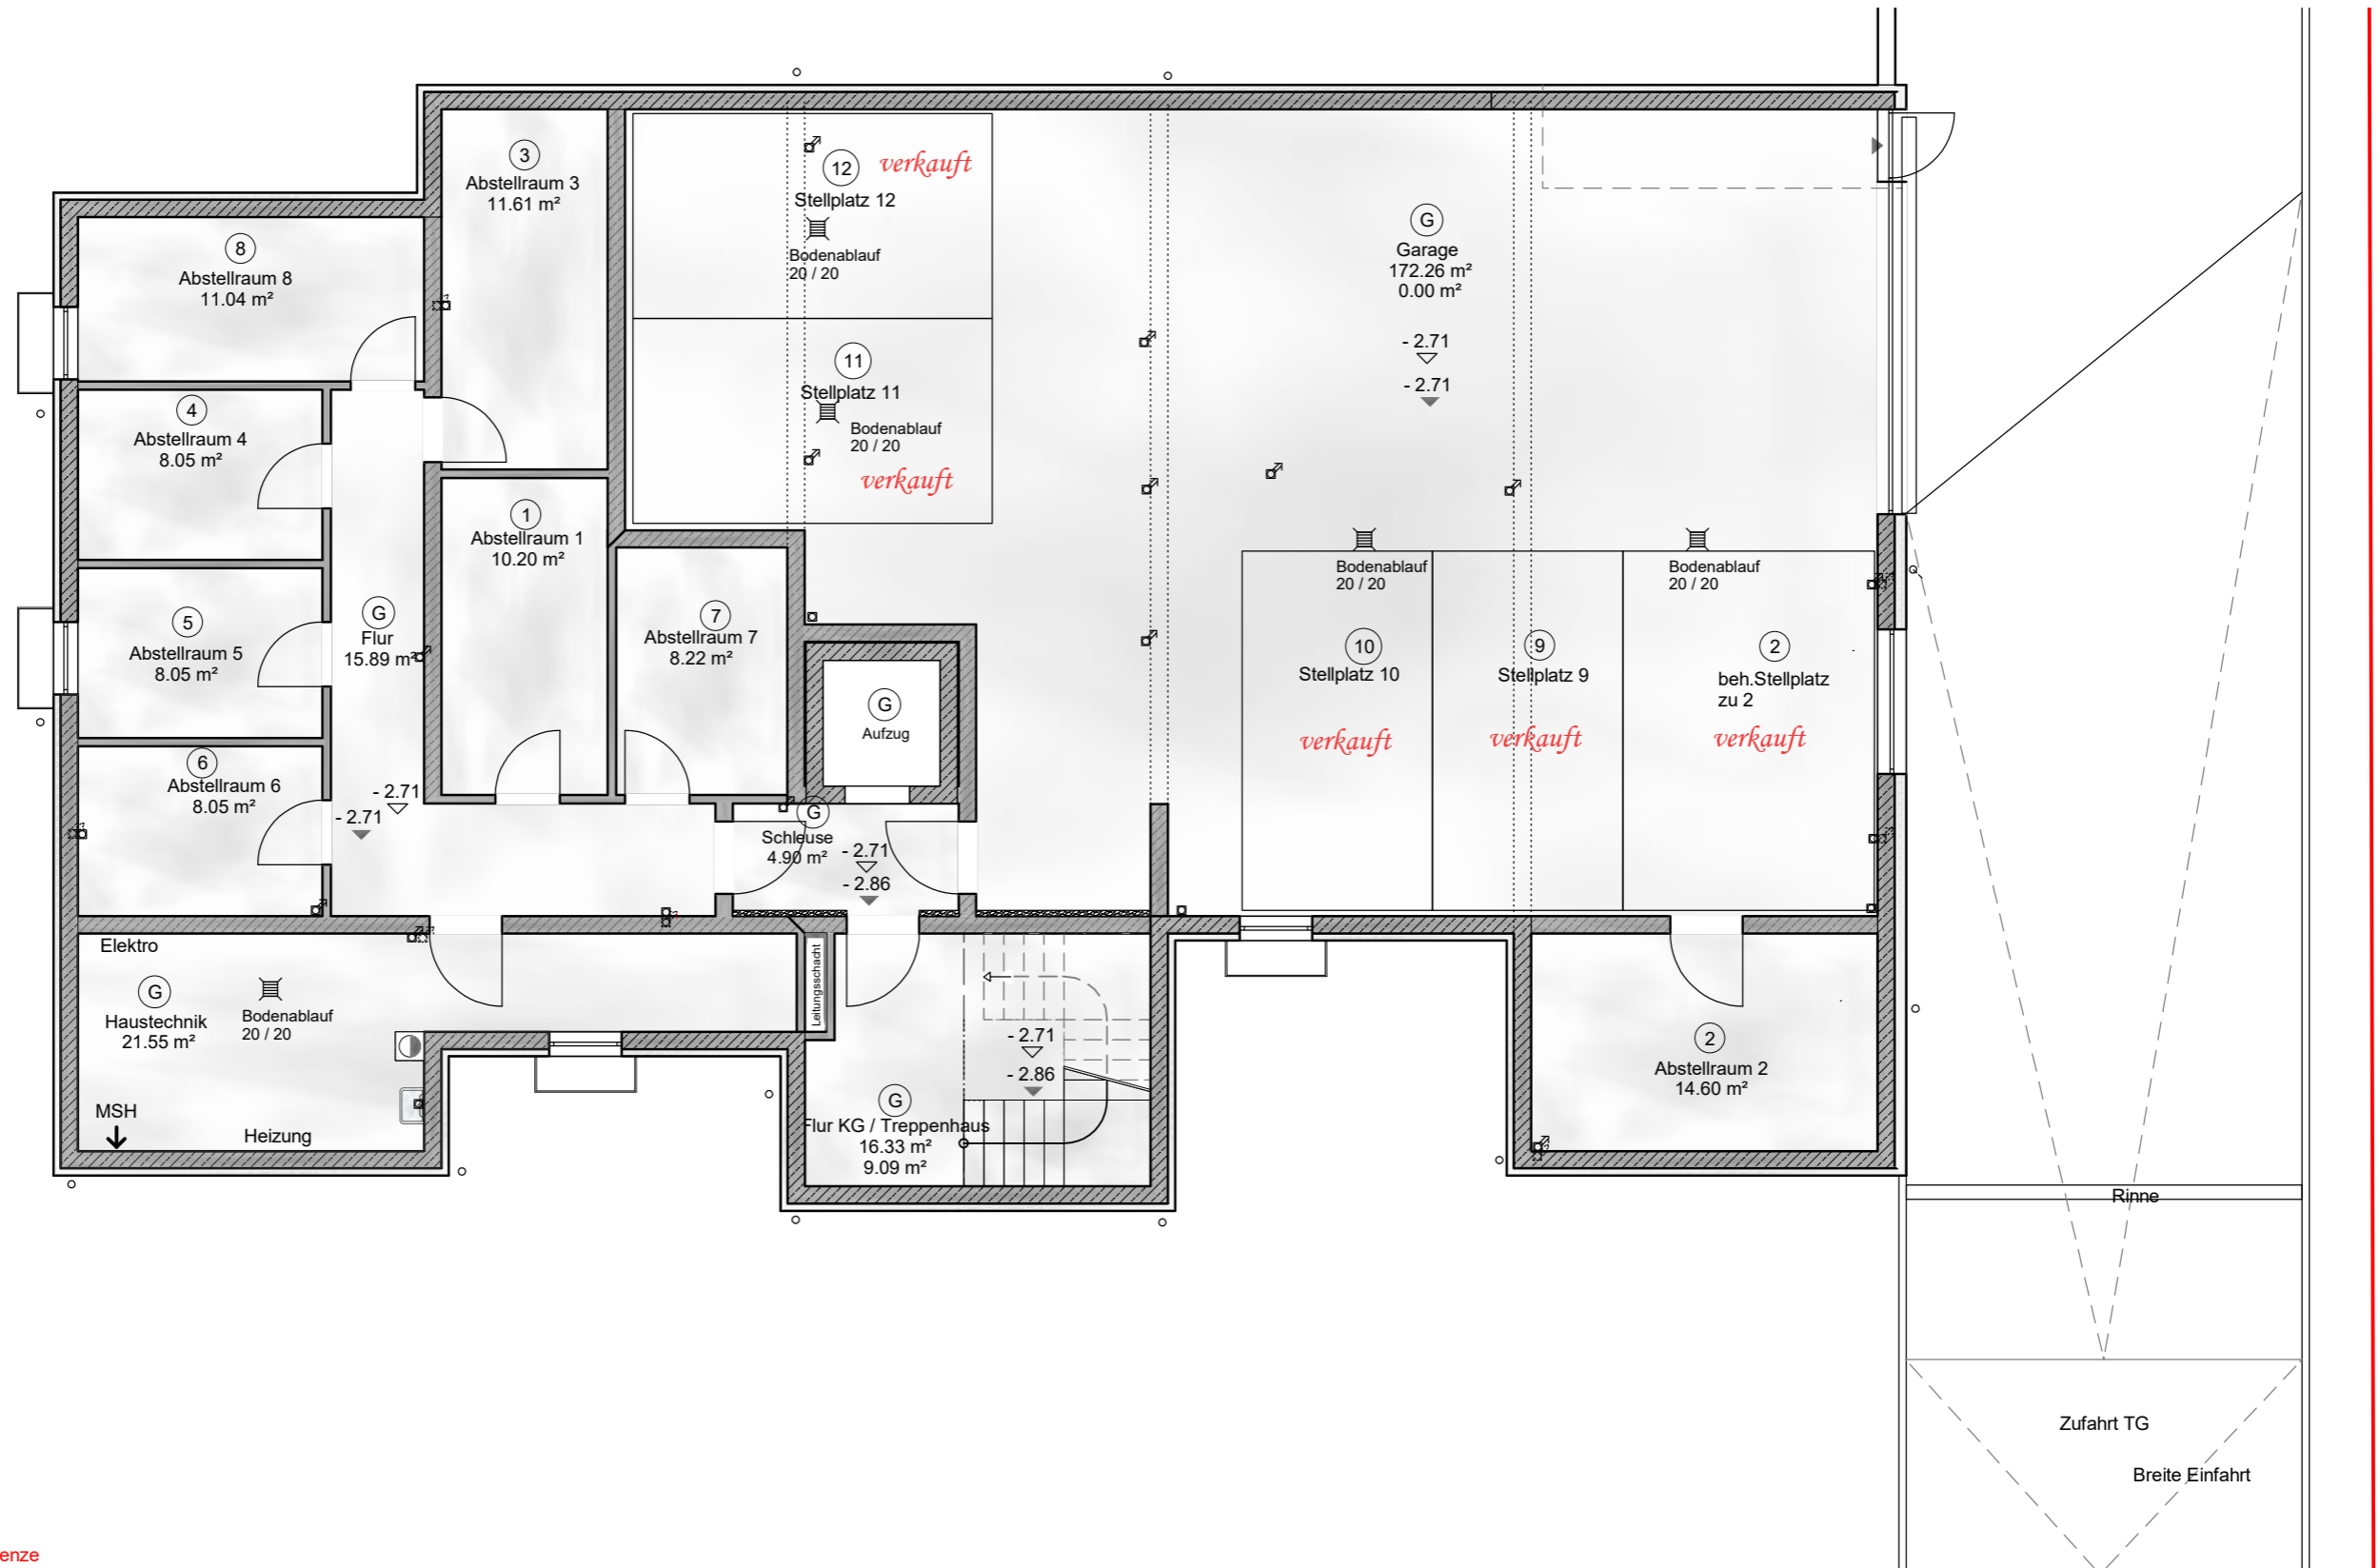 3
Abstellraum 3
11.61 m²
12
verkauft
Stellplatz 12
Bodenablauf
20 / 20
G
Garage
172.26 m²
0.00 m²
- 2.71
- 2.71
8
Abstellraum 8
11.04 m²
11
Stellplatz 11
Bodenablauf
20 / 20
verkauft
4
Abstellraum 4
8.05 m²
1
Abstellraum 1
10.20 m²
5
Abstellraum 5
8.05 m²
G
Flur
15.89 m²
7
Abstellraum 7
8.22 m²
G
Aufzug
Bodenablauf
20 / 20
10
Stellplatz 10
verkauft
9
Stellplatz 9
verkauft
Bodenablauf
20 / 20
2
beh.Stellplatz
zu 2
verkauft
6
Abstellraum 6
8.05 m²
- 2.71
- 2.71
G
Schleuse
4.90 m²
- 2.71
- 2.86
Elektro
G
Haustechnik
21.55 m²
Bodenablauf
20 / 20
MSH
Heizung
Leitungsschacht
- 2.71
- 2.86
G
Flur KG / Treppenhaus
16.33 m²
9.09 m²
2
Abstellraum 2
14.60 m²
Rinne
Zufahrt TG
Breite Einfahrt
enze